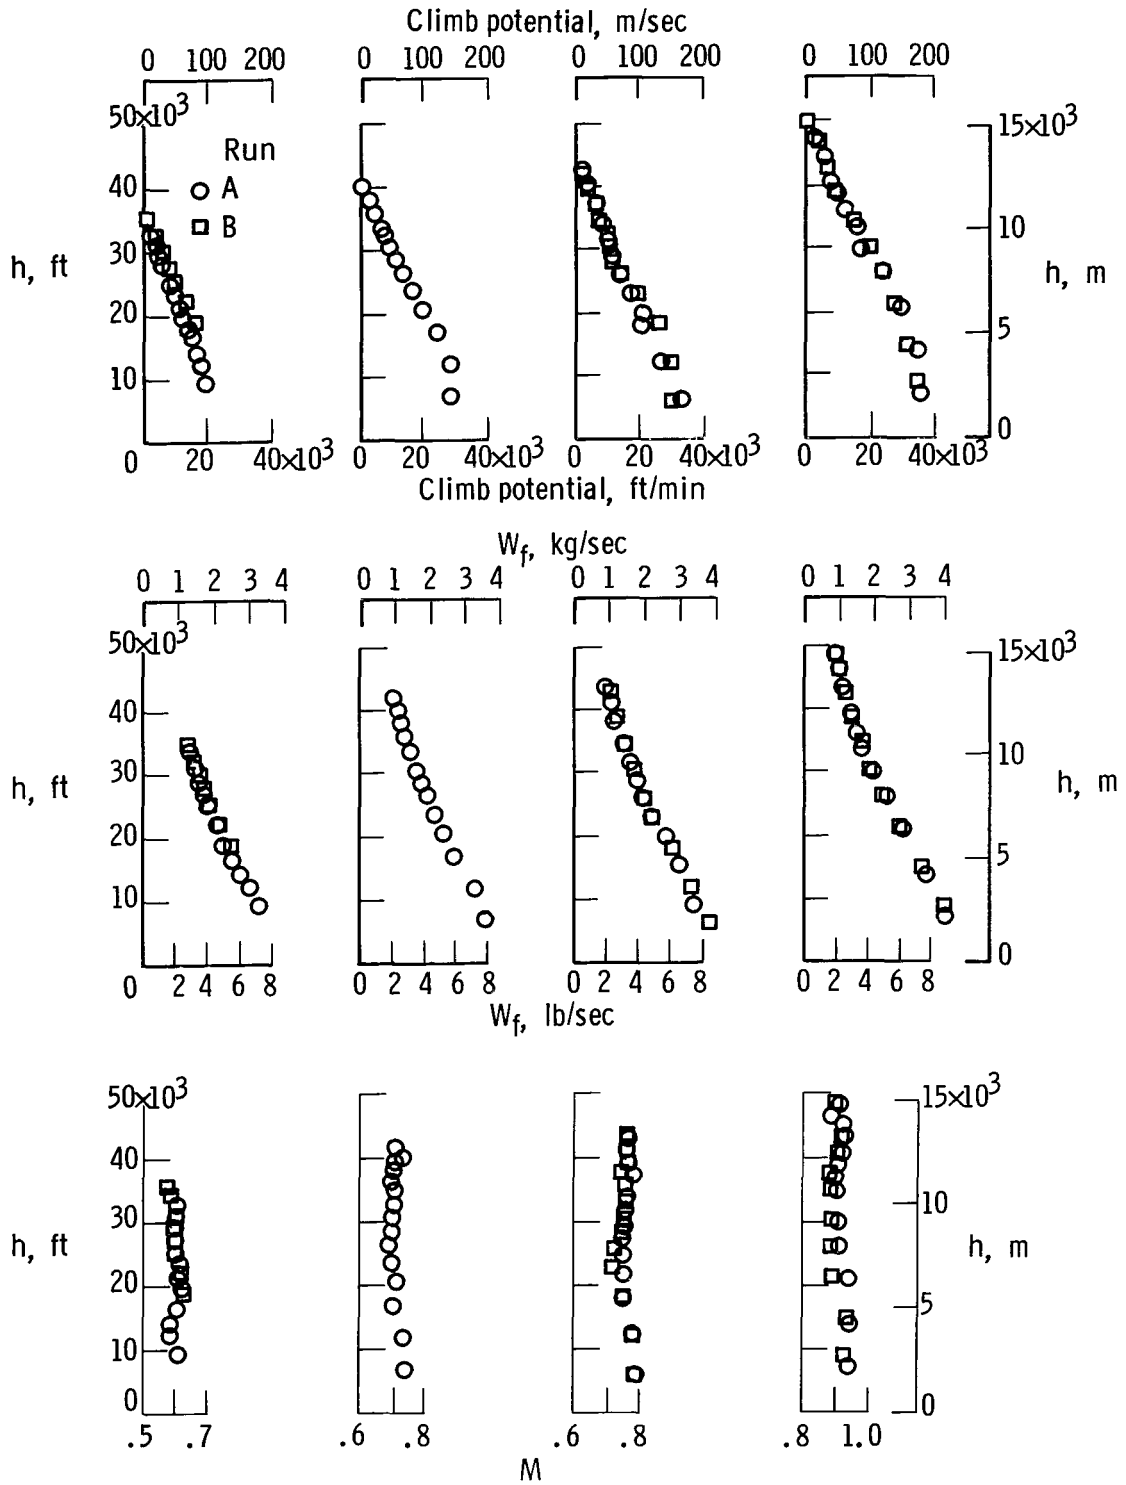 Climb potential, m/sec
0 100 200 0 100 200 0 100 200 0 100 200
50×10³ 15×10³
Run
40 A
B
30 10
h, ft h, m
20 5
10
0
0 20 40×10³ 0 20 40×10³ 0 20 40×10³ 0 20 40×10³
Climb potential, ft/min
W_f, kg/sec
0 1 2 3 4 0 1 2 3 4 0 1 2 3 4 0 1 2 3 4
50×10³ 15×10³
40
10
h, ft 30 h, m
20
5
10
0
0 2 4 6 8 0 2 4 6 8 0 2 4 6 8 0 2 4 6 8
W_f, lb/sec
50×10³ 15×10³
40
10
h, ft 30 h, m
20
5
10
0 0
.5 .7 .6 .8 .6 .8 .8 1.0
M